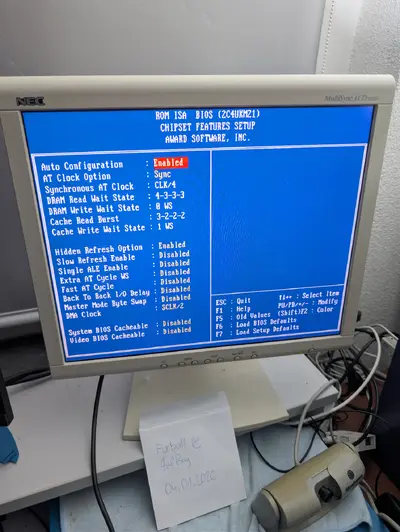 NEC
MultiSync LCD
ROM ISA BIOS (2C4UKM21)
CHIPSET FEATURES SETUP
AWARD SOFTWARE, INC.
Auto Configuration : Enabled
AT Clock Option : Sync
Synchronous AT Clock : CLK/4
DRAM Read Wait State : 4-3-3-3
DRAM Write Wait State : 0 WS
Cache Read Burst : 3-2-2-2
Cache Write Wait State : 1 WS
Hidden Refresh Option : Enabled
Slow Refresh Enable : Disabled
Single ALE Enable : Disabled
Extra AT Cycle WS : Disabled
Fast AT Cycle : Disabled
Back To Back I/O Delay : Disabled
Master Mode Byte Swap : Disabled
DMA Clock : SCLK/2
System BIOS Cacheable : Disabled
Video BIOS Cacheable : Disabled
ESC : Quit ↑↓→← : Select Item
F1 : Help PU/PD/+/- : Modify
F5 : Old Values (Shift)F2 : Color
F6 : Load BIOS Defaults
F7 : Load Setup Defaults
04.01.2022